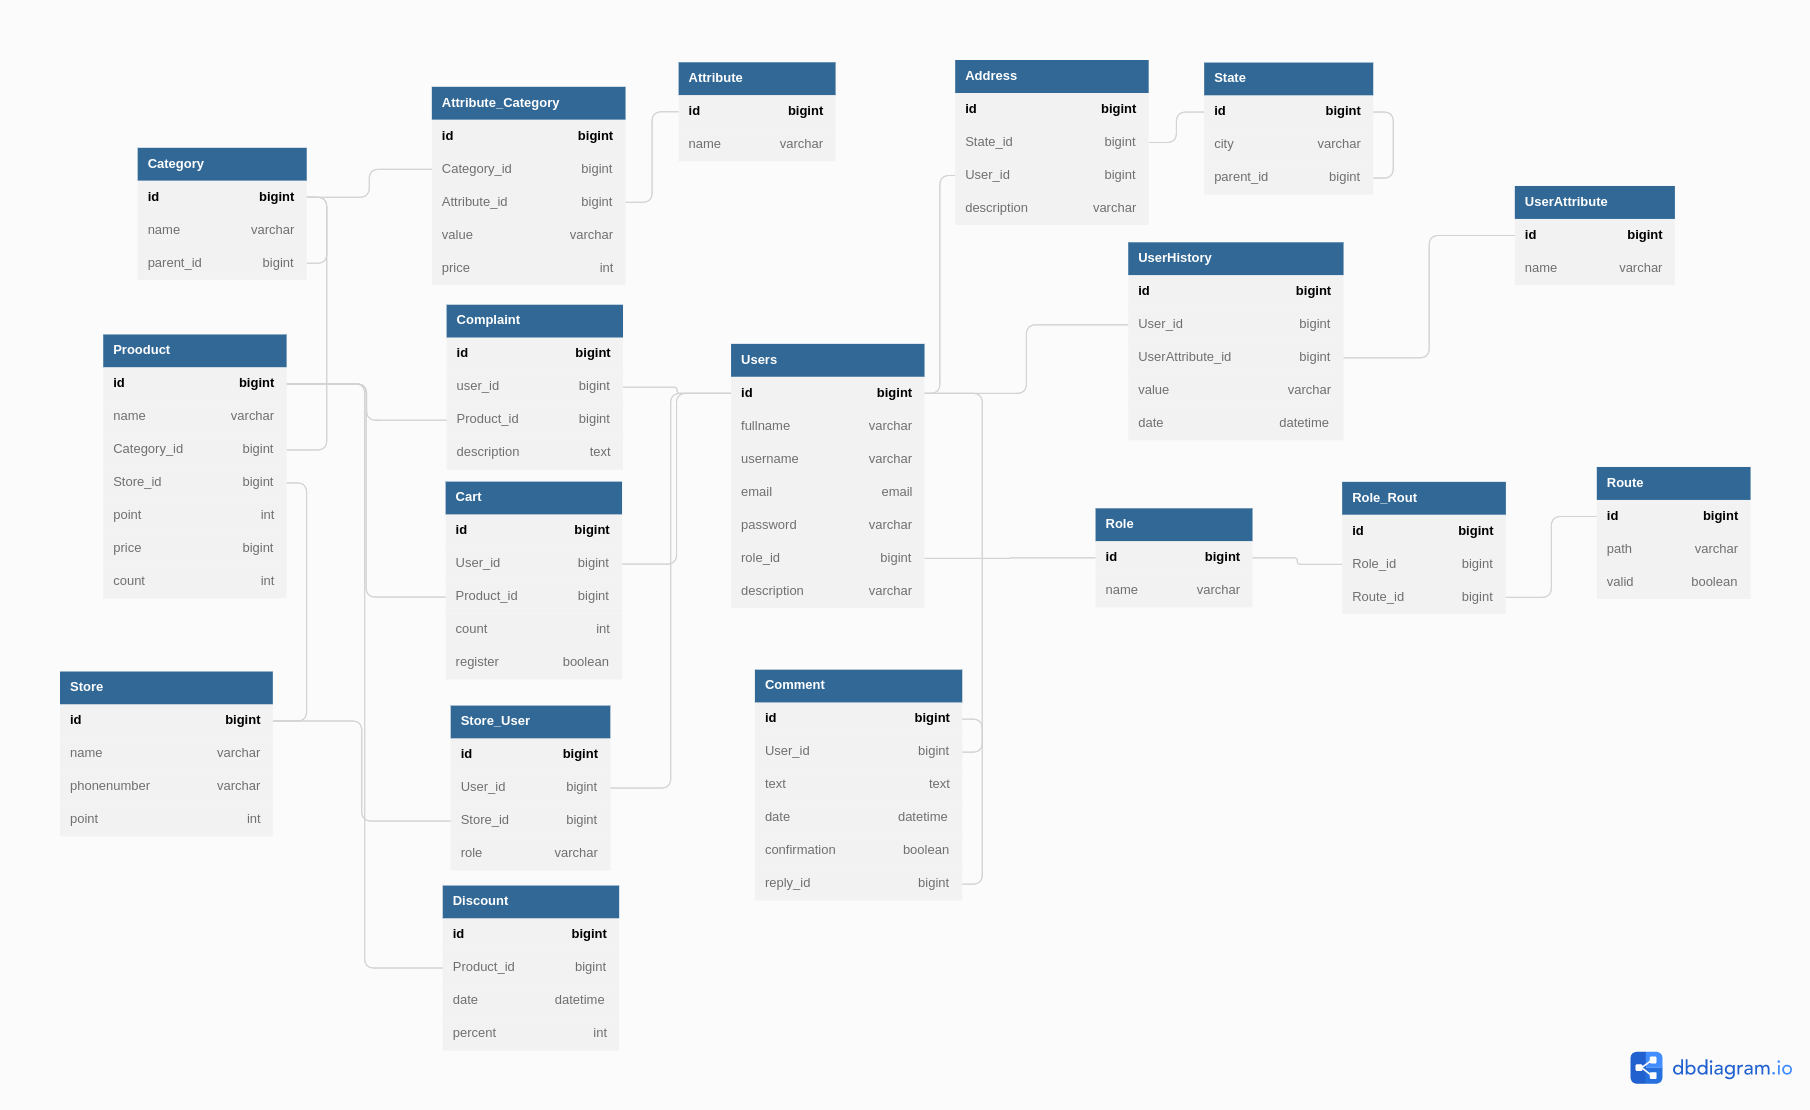 Category
id bigint
name varchar
parent_id bigint
Prooduct
id bigint
name varchar
Category_id bigint
Store_id bigint
point int
price bigint
count int
Store
id bigint
name varchar
phonenumber varchar
point int
Attribute_Category
id bigint
Category_id bigint
Attribute_id bigint
value varchar
price int
Complaint
id bigint
user_id bigint
Product_id bigint
description text
Cart
id bigint
User_id bigint
Product_id bigint
count int
register boolean
Store_User
id bigint
User_id bigint
Store_id bigint
role varchar
Discount
id bigint
Product_id bigint
date datetime
percent int
Attribute
id bigint
name varchar
Users
id bigint
fullname varchar
username varchar
email email
password varchar
role_id bigint
description varchar
Comment
id bigint
User_id bigint
text text
date datetime
confirmation boolean
reply_id bigint
Address
id bigint
State_id bigint
User_id bigint
description varchar
State
id bigint
city varchar
parent_id bigint
UserHistory
id bigint
User_id bigint
UserAttribute_id bigint
value varchar
date datetime
UserAttribute
id bigint
name varchar
Role
id bigint
name varchar
Role_Rout
id bigint
Role_id bigint
Route_id bigint
Route
id bigint
path varchar
valid boolean
dbdiagram.io